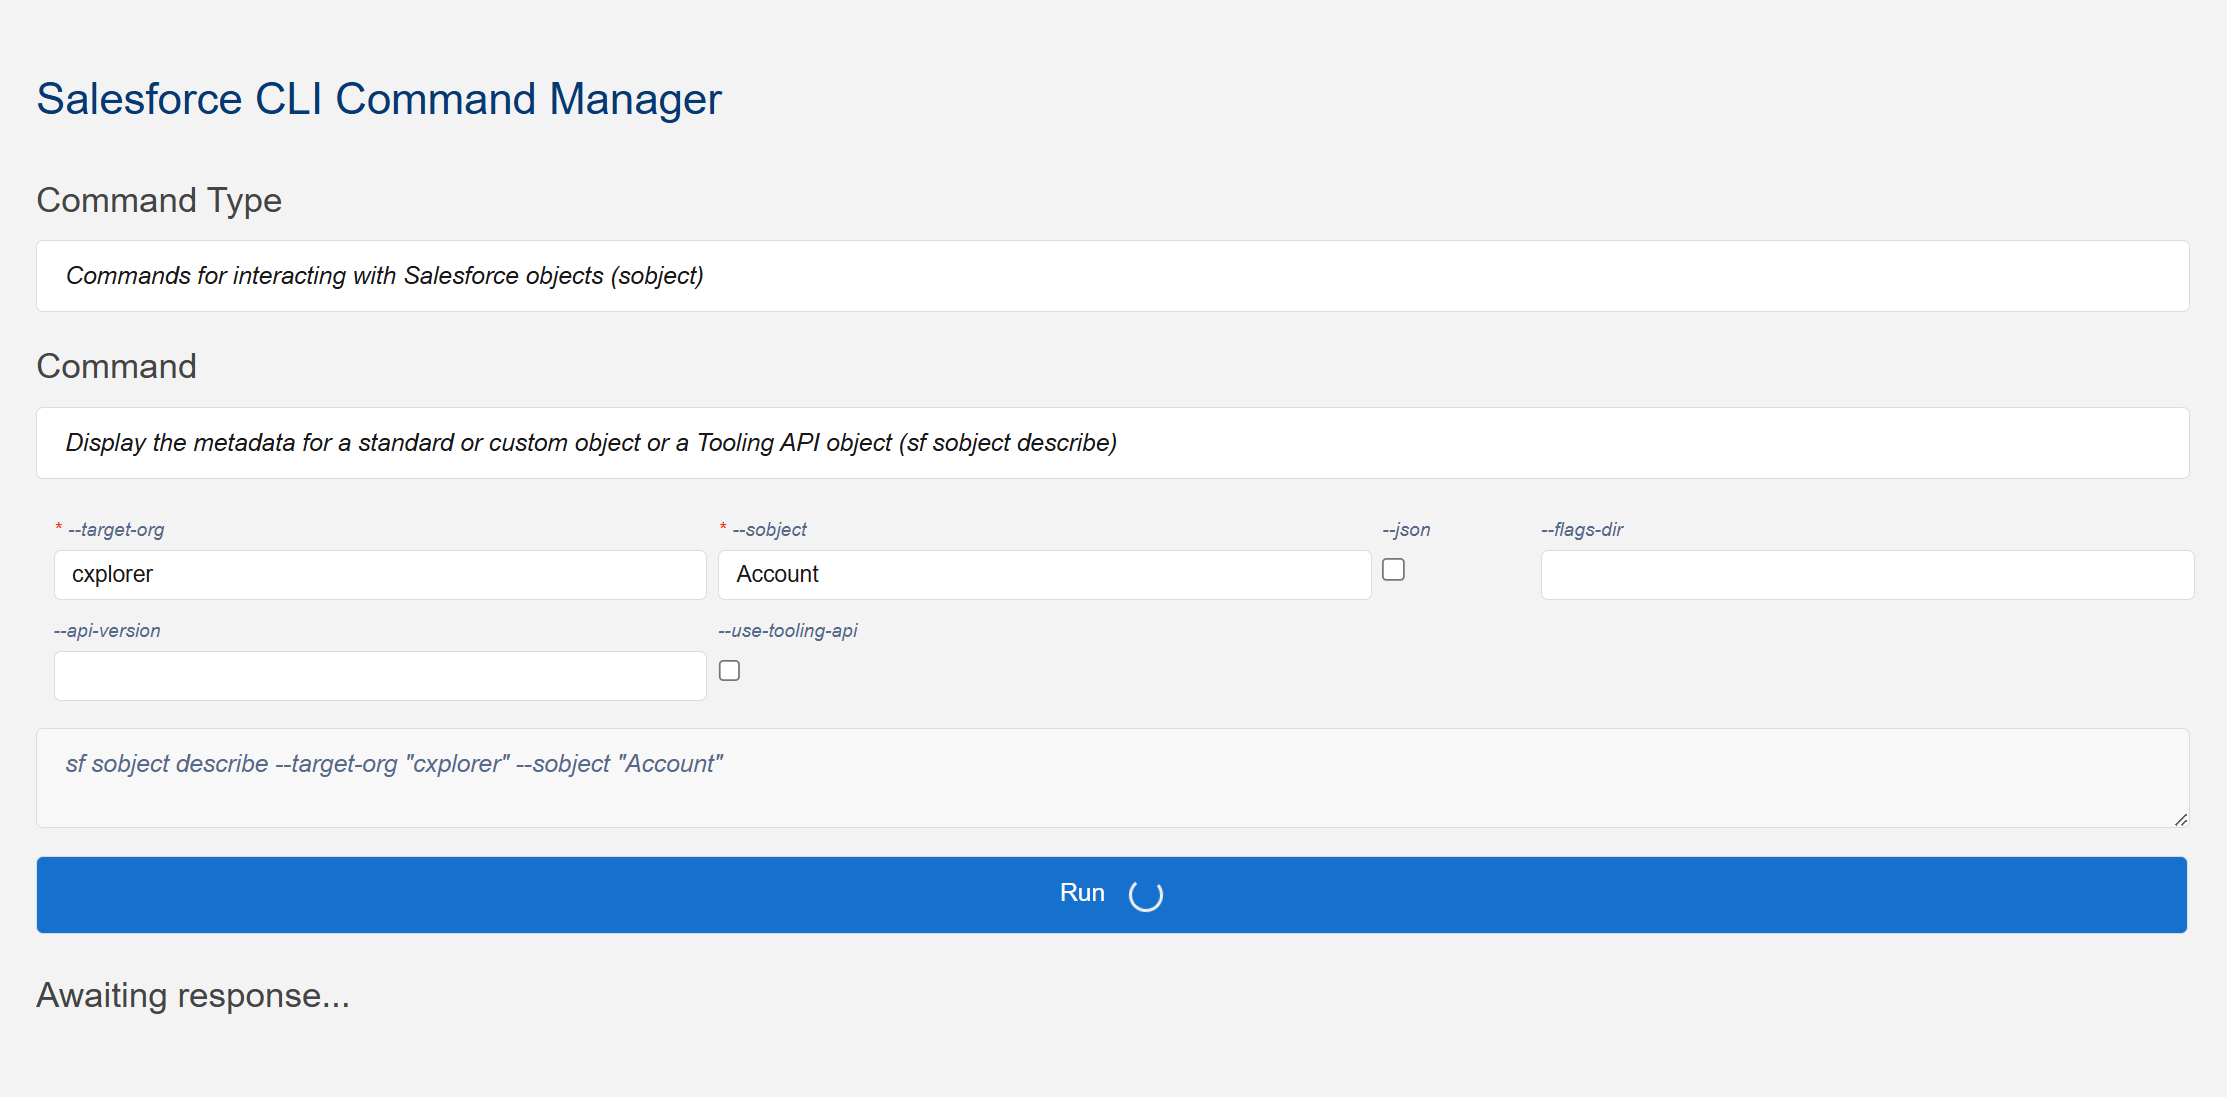 Salesforce CLI Command Manager
Command Type
Commands for interacting with Salesforce objects (sobject)
Command
Display the metadata for a standard or custom object or a Tooling API object (sf sobject describe)
* --target-org
* --sobject
--json
--flags-dir
cxplorer
Account
--api-version
--use-tooling-api
sf sobject describe --target-org "cxplorer" --sobject "Account"
Run
Awaiting response...